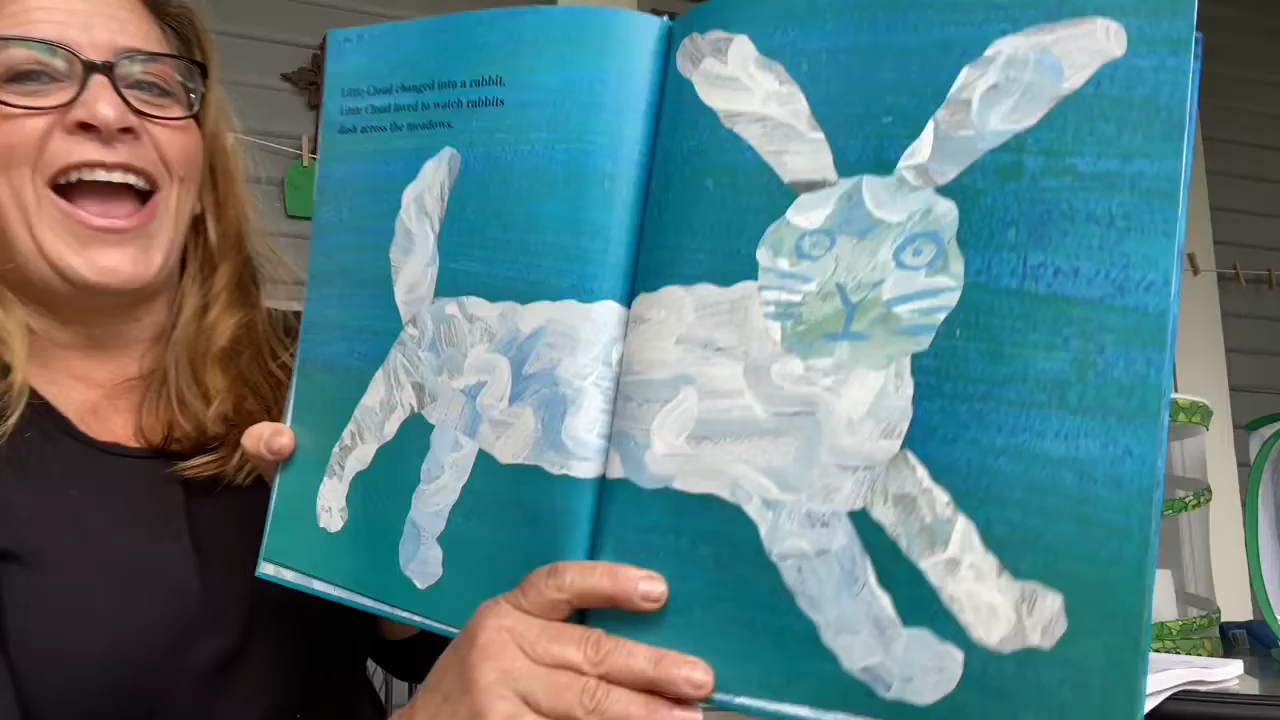 Little Cloud changed into a rabbit.
Little Cloud loved to watch rabbits
dash across the meadows.